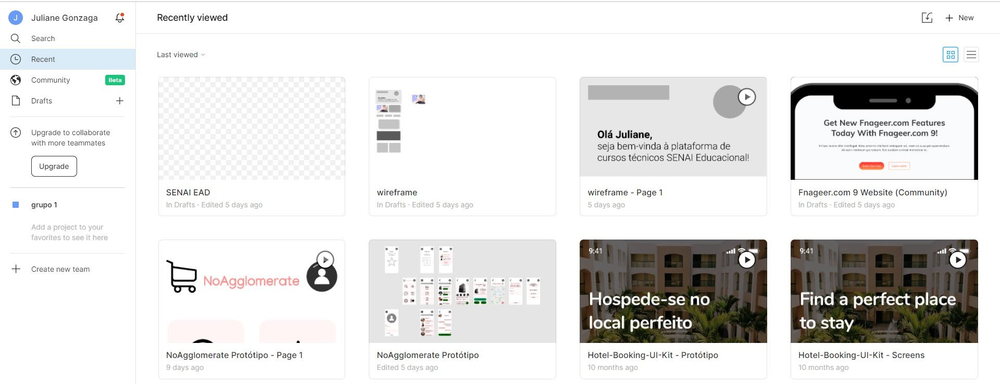 J Juliane Gonzaga
Search
Recent
Community Beta
Drafts
Upgrade to collaborate
with more teammates
Upgrade
grupo 1
Add a project to your
favorites to see it here
Create new team
Recently viewed
New
Last viewed
SENAI EAD
In Drafts · Edited 5 days ago
wireframe
In Drafts · Edited 5 days ago
Olá Juliane,
seja bem-vinda à plataforma de
cursos técnicos SENAI Educacional!
wireframe - Page 1
5 days ago
Get New Fnageer.com Features
Today With Fnageer.com 9!
Learn more
Fnageer.com 9 Website (Community)
In Drafts · Edited 5 days ago
NoAgglomerate
NoAgglomerate Protótipo - Page 1
9 days ago
NoAgglomerate Protótipo
Edited 5 days ago
9:41
Hospede-se no
local perfeito
Hotel-Booking-UI-Kit - Protótipo
10 months ago
9:41
Find a perfect place
to stay
Hotel-Booking-UI-Kit - Screens
10 months ago